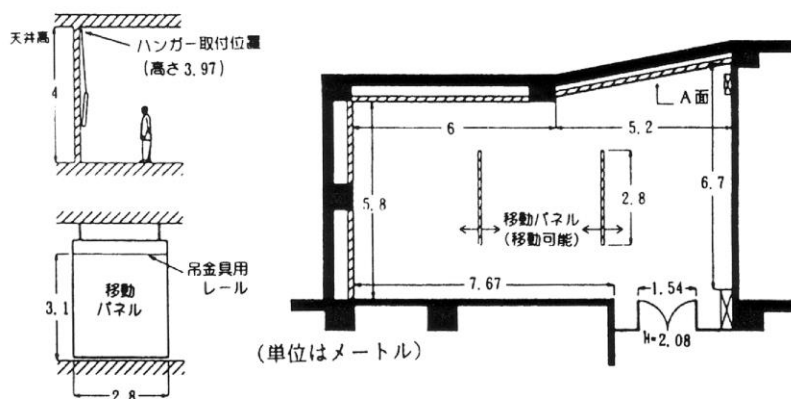 天井高
ハンガー取付位置
(高さ3.97)
4
吊金具用
レール
移動
パネル
3.1
2.8
A面
6
5.2
5.8
6.7
2.8
移動パネル
(移動可能)
7.67
1.54
H=2.08
(単位はメートル)